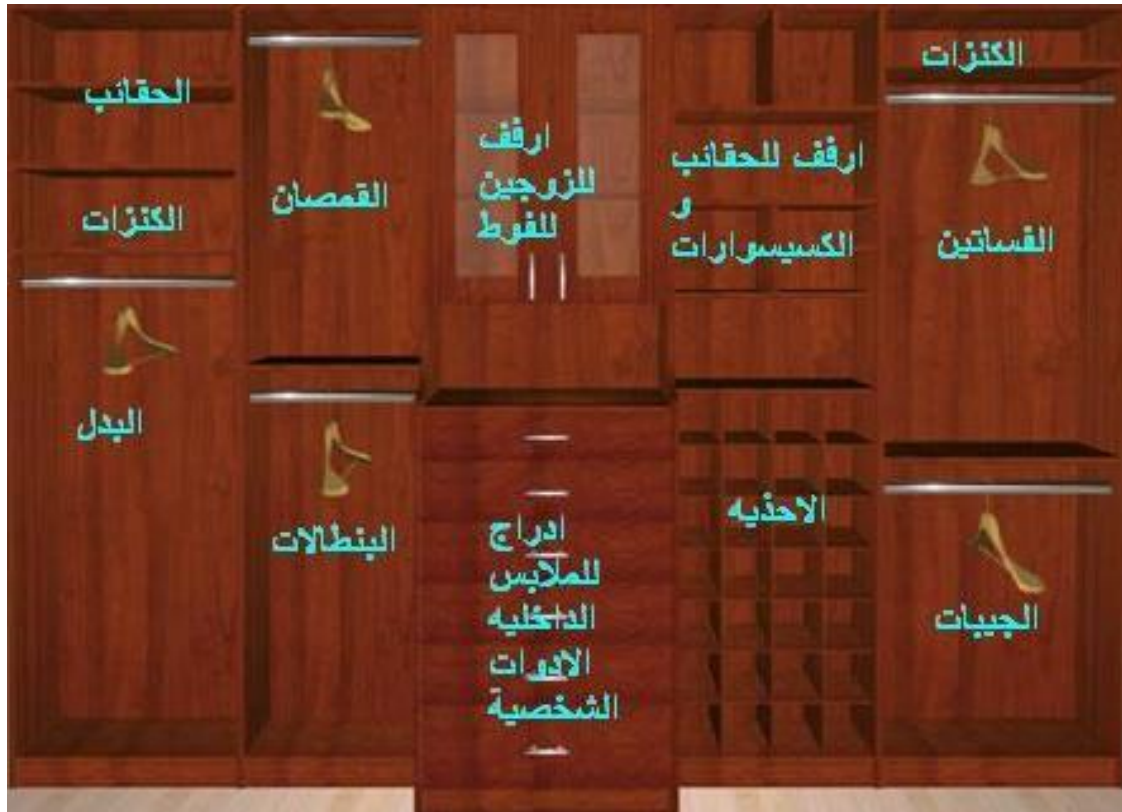 الكنزات
القساتين
الجيبات
ارفف للحقائب
و
الكسيسوارات
الاحذيه
ارفف
للزوجين
للفوط
ادراج
للملابس
الداخليه
الادوات
الشخصية
القمصان
البنطالات
الحقائب
الكنزات
البدل